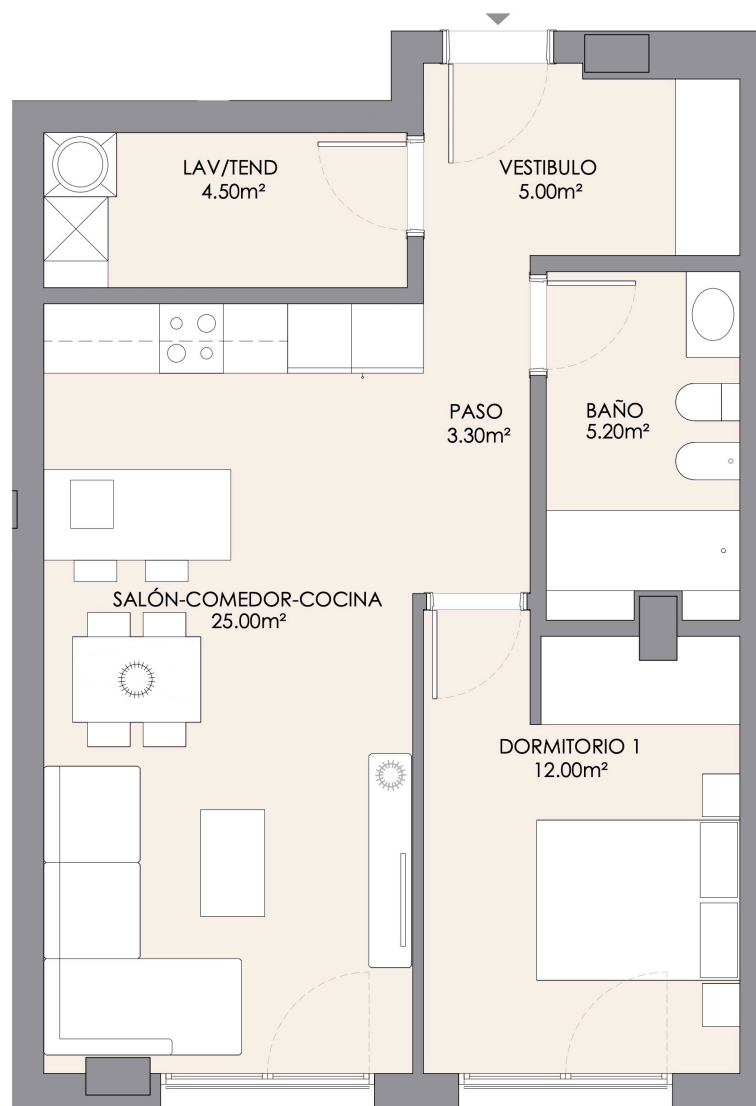 LAV/TEND
4.50m²
VESTIBULO
5.00m²
PASO
3.30m²
BAÑO
5.20m²
SALÓN-COMEDOR-COCINA
25.00m²
DORMITORIO 1
12.00m²